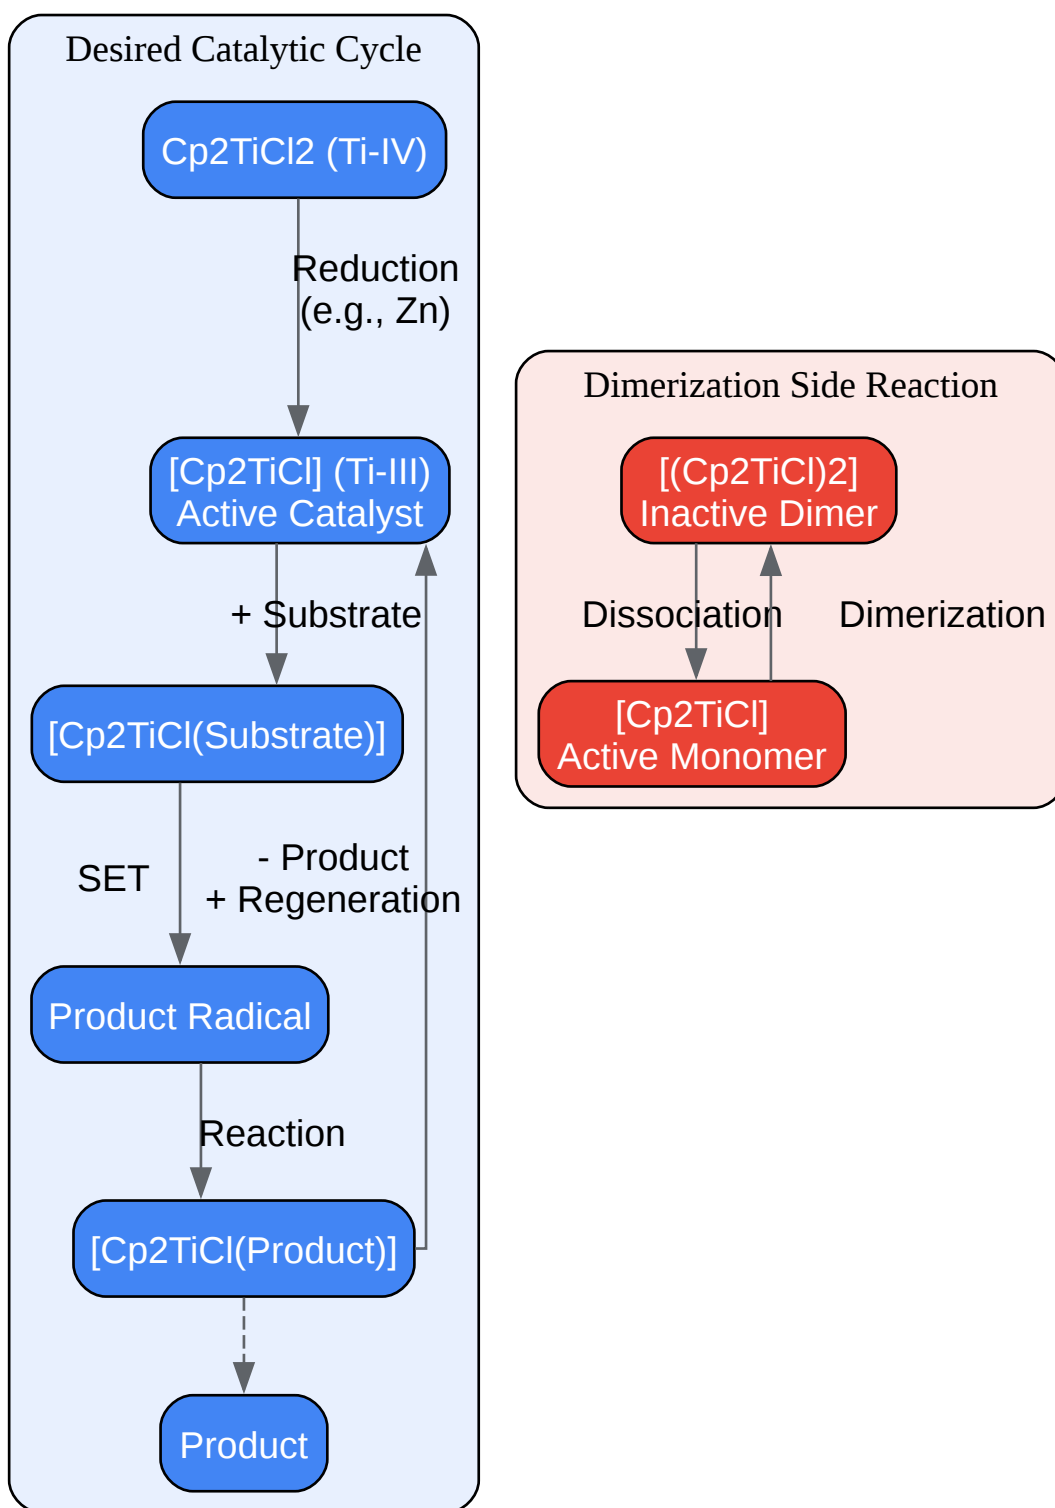 Desired Catalytic Cycle
Cp2TiCl2 (Ti-IV)
Reduction
(e.g., Zn)
[Cp2TiCl] (Ti-III)
Active Catalyst
+ Substrate
[Cp2TiCl(Substrate)]
SET
- Product
+ Regeneration
Product Radical
Reaction
[Cp2TiCl(Product)]
Product
Dimerization Side Reaction
[(Cp2TiCl)2]
Inactive Dimer
Dissociation
Dimerization
[Cp2TiCl]
Active Monomer